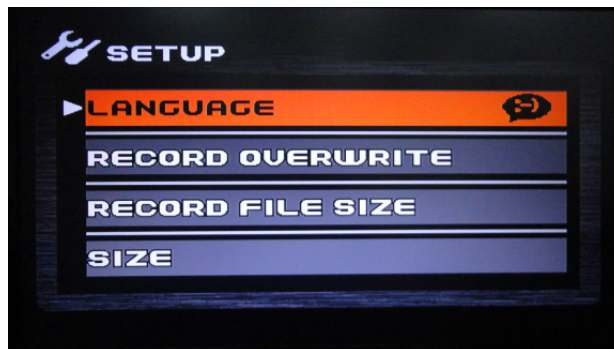 SETUP
LANGUAGE
RECORD OVERWRITE
RECORD FILE SIZE
SIZE